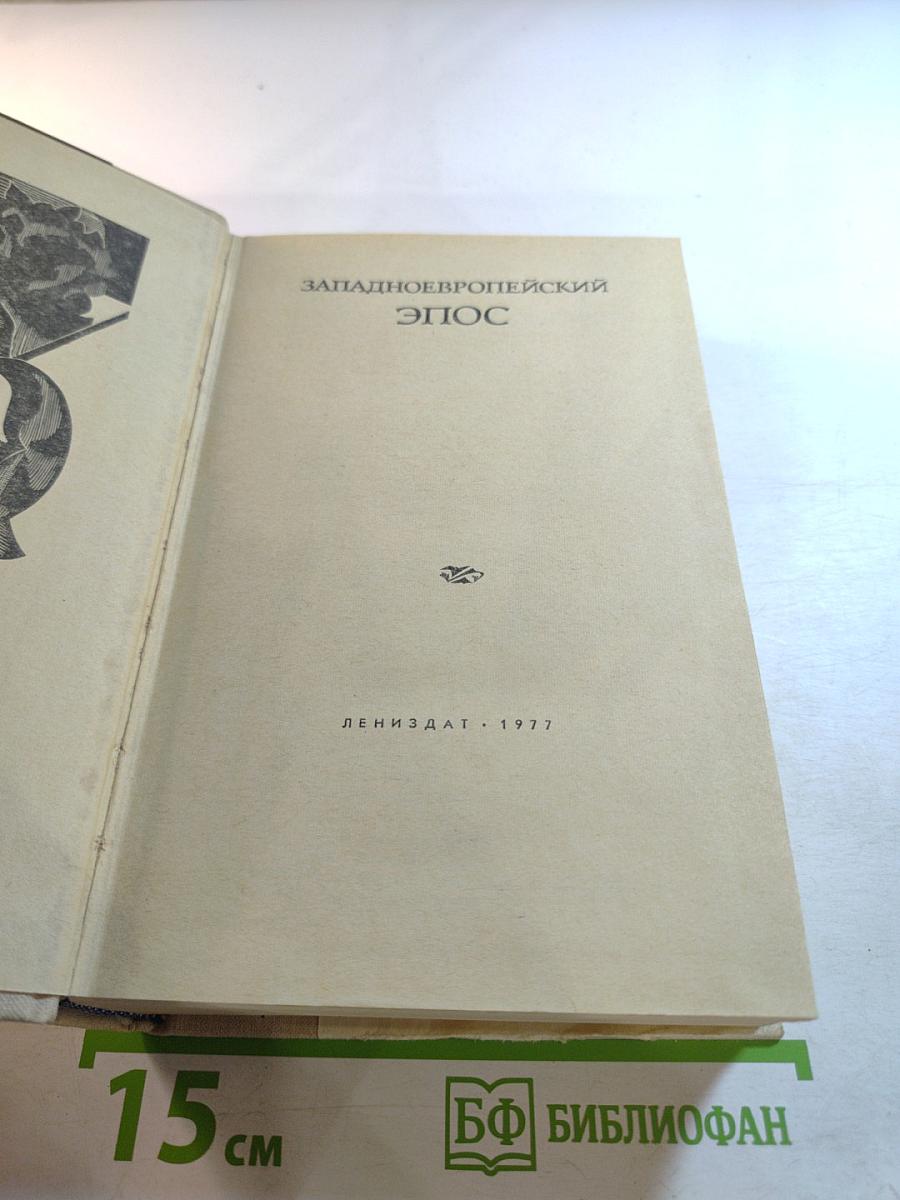 ЗАПАДНОЕВРОПЕЙСКИЙ
ЭПОС
ЛЕНИЗДАТ • 1977
15 см
БФ БИБЛИОФАН